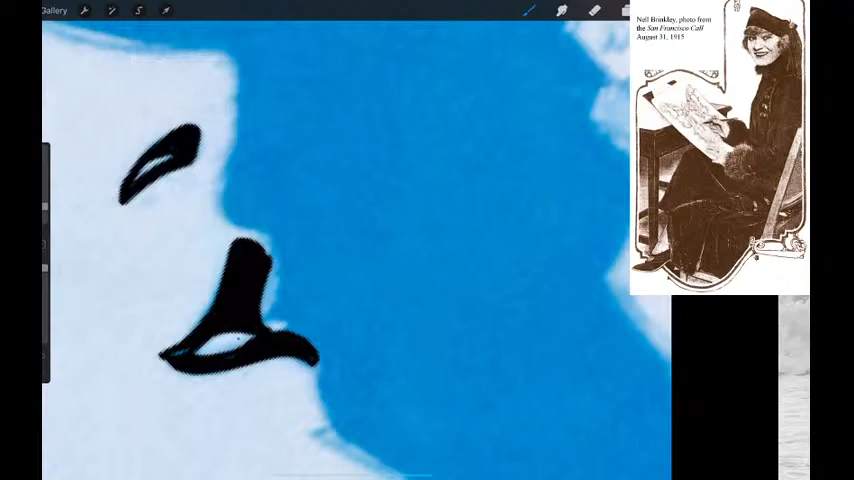 Gallery
Nell Brinkley, photo from
the San Francisco Call
August 31, 1915